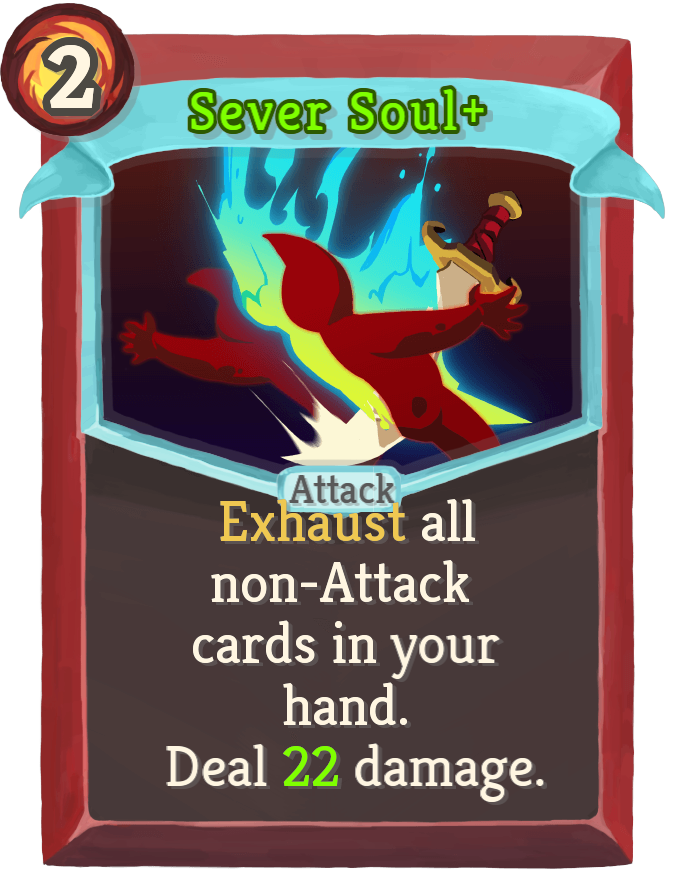 2
Sever Soul+
Attack
Exhaust all
non-Attack
cards in your
hand.
Deal 22 damage.